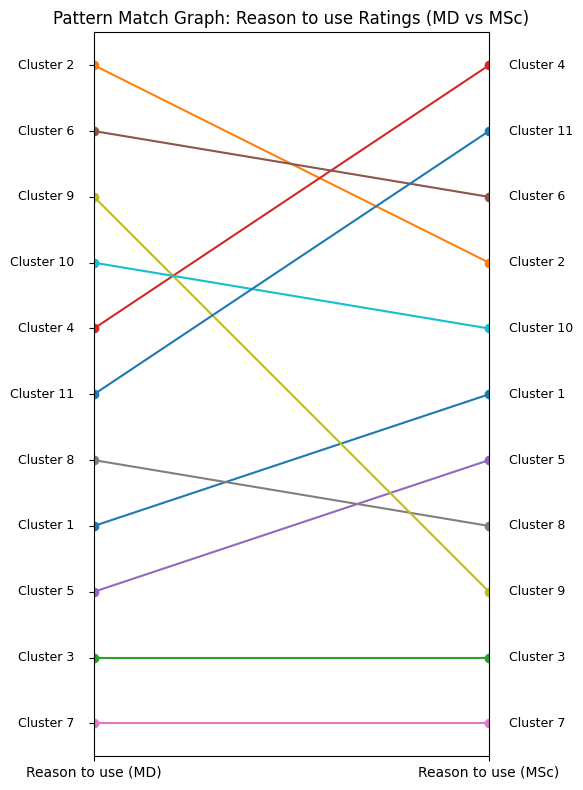 Pattern Match Graph: Reason to use Ratings (MD vs MSc)
Cluster 2
Cluster 4
Cluster 6
Cluster 11
Cluster 9
Cluster 6
Cluster 10
Cluster 2
Cluster 4
Cluster 10
Cluster 11
Cluster 1
Cluster 8
Cluster 5
Cluster 1
Cluster 8
Cluster 5
Cluster 9
Cluster 3
Cluster 3
Cluster 7
Cluster 7
Reason to use (MD)
Reason to use (MSc)